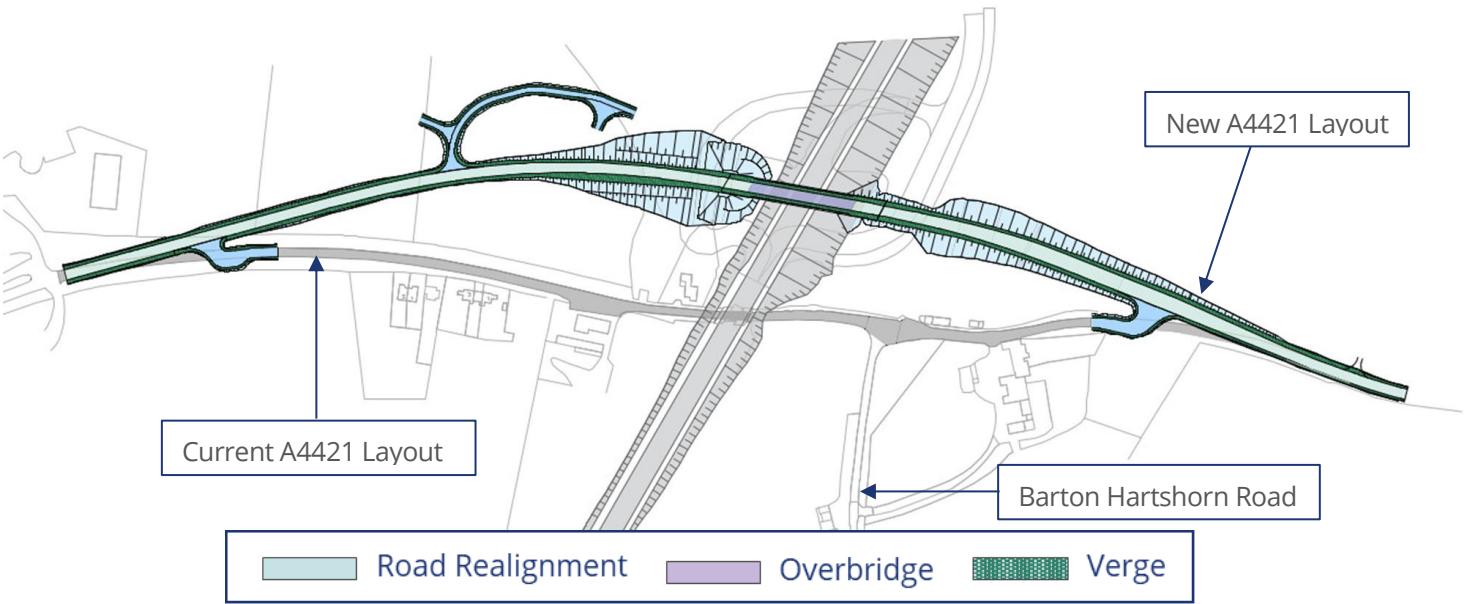 New A4421 Layout
Current A4421 Layout
Barton Hartshorn Road
Road Realignment
Overbridge
Verge